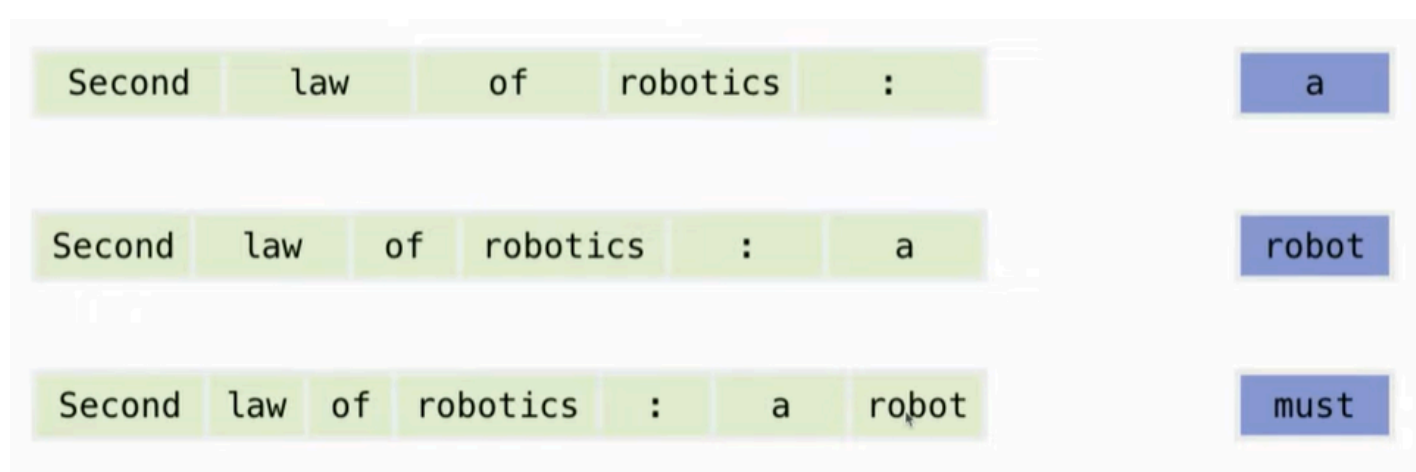 Second law of robotics : a
Second law of robotics : a robot
Second law of robotics : a robot must